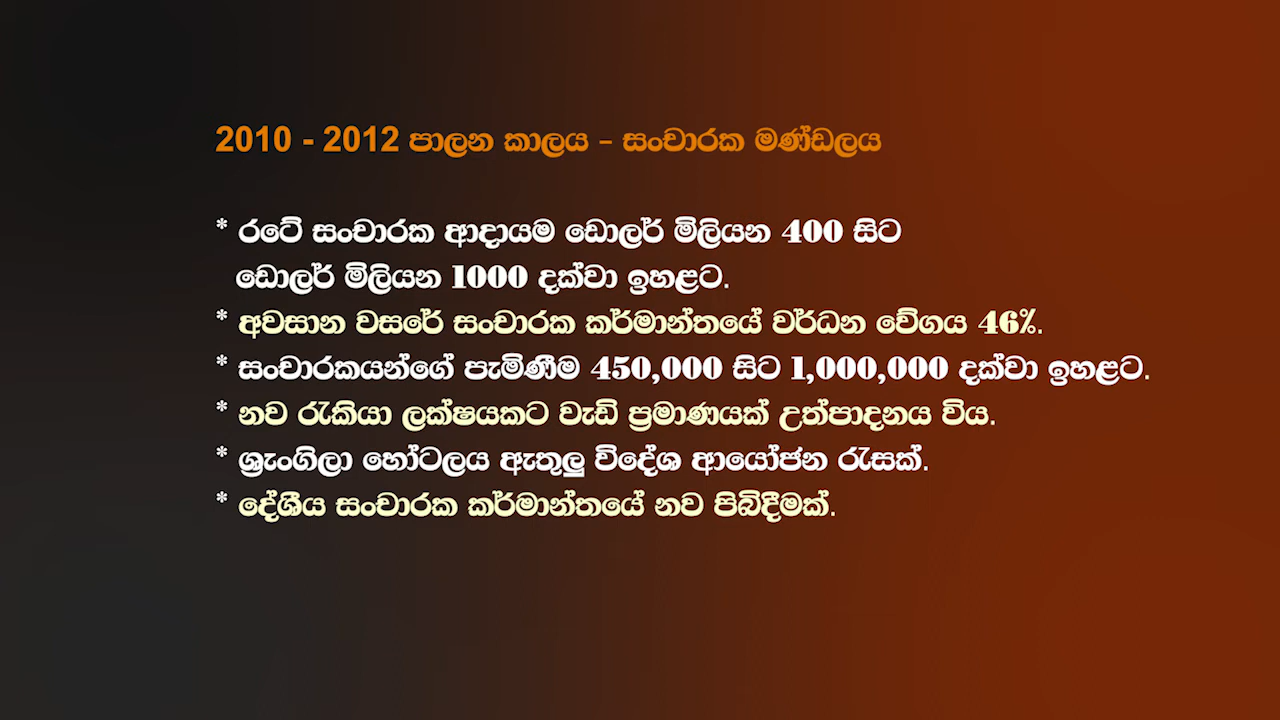 2010 - 2012 පාලන කාලය – සංචාරක මණ්ඩලය
* රටේ සංචාරක ආදායම ඩොලර් මිලියන 400 සිට
ඩොලර් මිලියන 1000 දක්වා ඉහළට.
* අවසාන වසරේ සංචාරක කර්මාන්තයේ වර්ධන වේගය 46%.
* සංචාරකයන්ගේ පැමිණීම 450,000 සිට 1,000,000 දක්වා ඉහළට.
* නව රැකියා ලක්ෂයකට වැඩි ප්‍රමාණයක් උත්පාදනය විය.
* ශ්‍රැංගිලා හෝටලය ඇතුලු විදේශ ආයෝජන රැසක්.
* දේශීය සංචාරක කර්මාන්තයේ නව පිබිදීමක්.